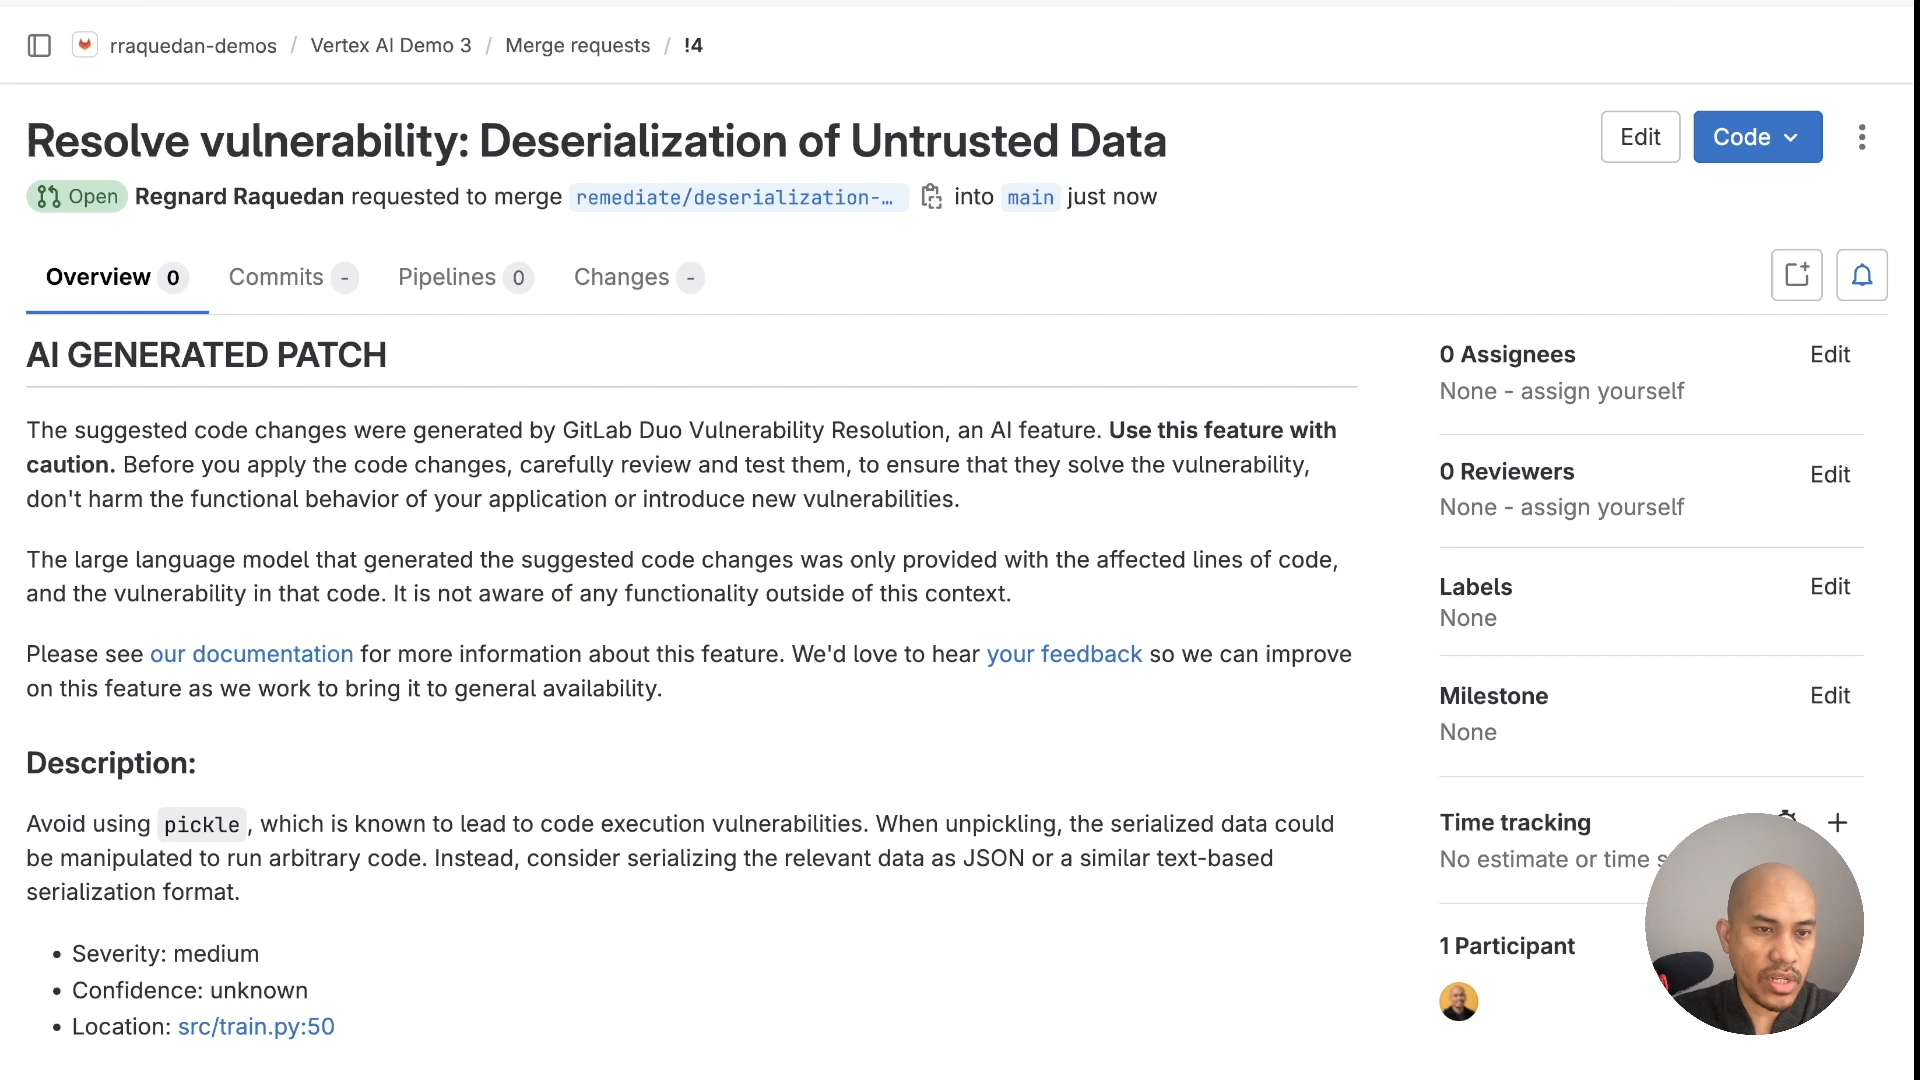 rraquedan-demos / Vertex AI Demo 3 / Merge requests / !4
Resolve vulnerability: Deserialization of Untrusted Data
Edit
Code
Open Regnard Raquedan requested to merge remediate/deserialization-… into main just now
Overview 0 Commits - Pipelines 0 Changes -
AI GENERATED PATCH
The suggested code changes were generated by GitLab Duo Vulnerability Resolution, an AI feature. Use this feature with
caution. Before you apply the code changes, carefully review and test them, to ensure that they solve the vulnerability,
don't harm the functional behavior of your application or introduce new vulnerabilities.
The large language model that generated the suggested code changes was only provided with the affected lines of code,
and the vulnerability in that code. It is not aware of any functionality outside of this context.
Please see our documentation for more information about this feature. We'd love to hear your feedback so we can improve
on this feature as we work to bring it to general availability.
Description:
Avoid using pickle, which is known to lead to code execution vulnerabilities. When unpickling, the serialized data could
be manipulated to run arbitrary code. Instead, consider serializing the relevant data as JSON or a similar text-based
serialization format.
• Severity: medium
• Confidence: unknown
• Location: src/train.py:50
0 Assignees Edit
None - assign yourself
0 Reviewers Edit
None - assign yourself
Labels Edit
None
Milestone Edit
None
Time tracking +
No estimate or time
1 Participant